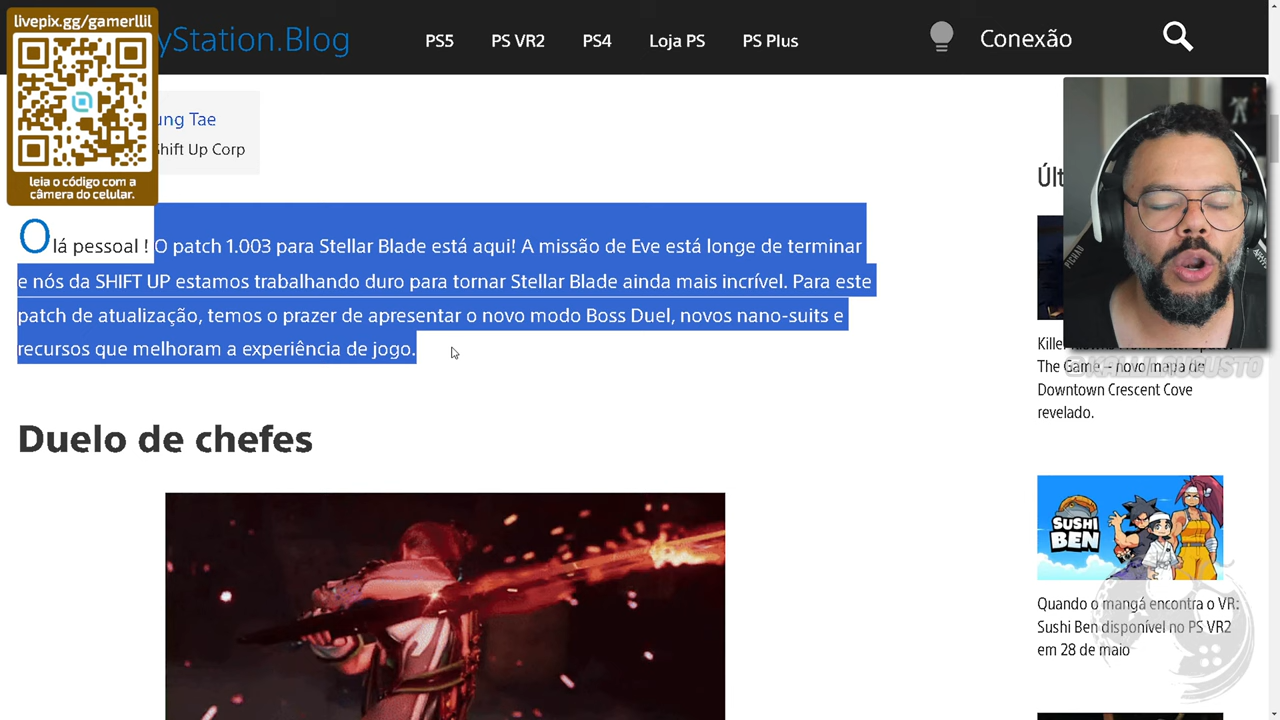 livepix.gg/gamerllil
leia o código com a
câmera do celular.
yStation.Blog
PS5
PS VR2
PS4
Loja PS
PS Plus
Conexão
ung Tae
Shift Up Corp
Olá pessoal ! O patch 1.003 para Stellar Blade está aqui! A missão de Eve está longe de terminar
e nós da SHIFT UP estamos trabalhando duro para tornar Stellar Blade ainda mais incrível. Para este
patch de atualização, temos o prazer de apresentar o novo modo Boss Duel, novos nano-suits e
recursos que melhoram a experiência de jogo.
Duelo de chefes
Últ
PICHAU
Kille
The Game – novo mapa de
Downtown Crescent Cove
revelado.
@KALLILAUGUSTO
SUSHI
BEN
Quando o mangá encontra o VR:
Sushi Ben disponível no PS VR2
em 28 de maio